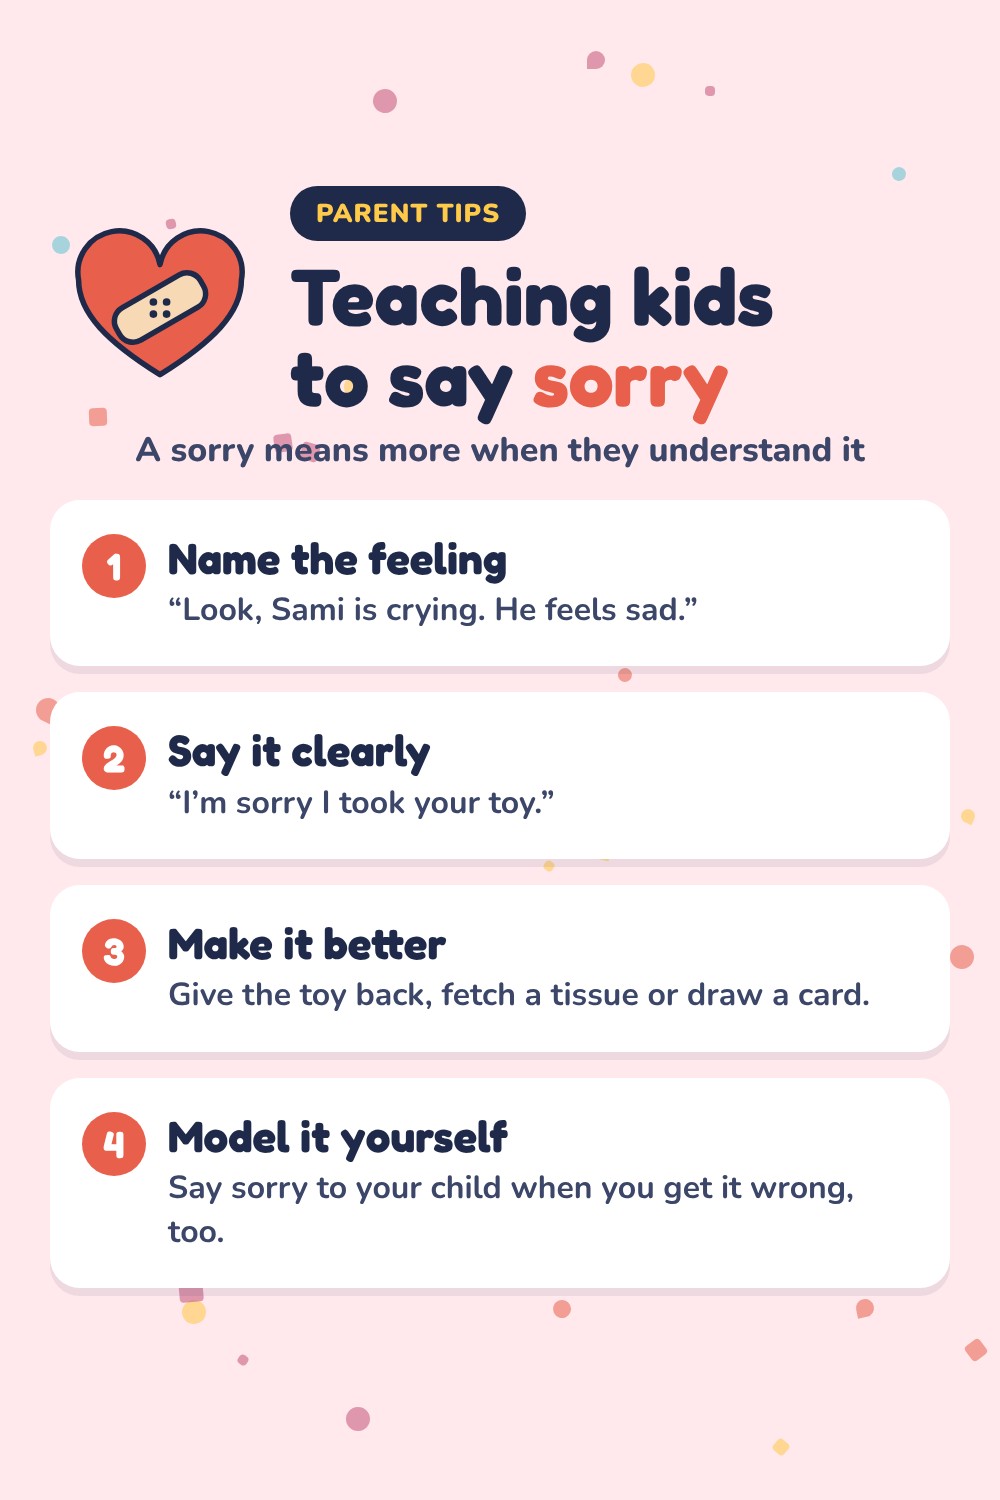 PARENT TIPS
Teaching kids
to say sorry
A sorry means more when they understand it
1 Name the feeling
“Look, Sami is crying. He feels sad.”
2 Say it clearly
“I’m sorry I took your toy.”
3 Make it better
Give the toy back, fetch a tissue or draw a card.
4 Model it yourself
Say sorry to your child when you get it wrong,
too.